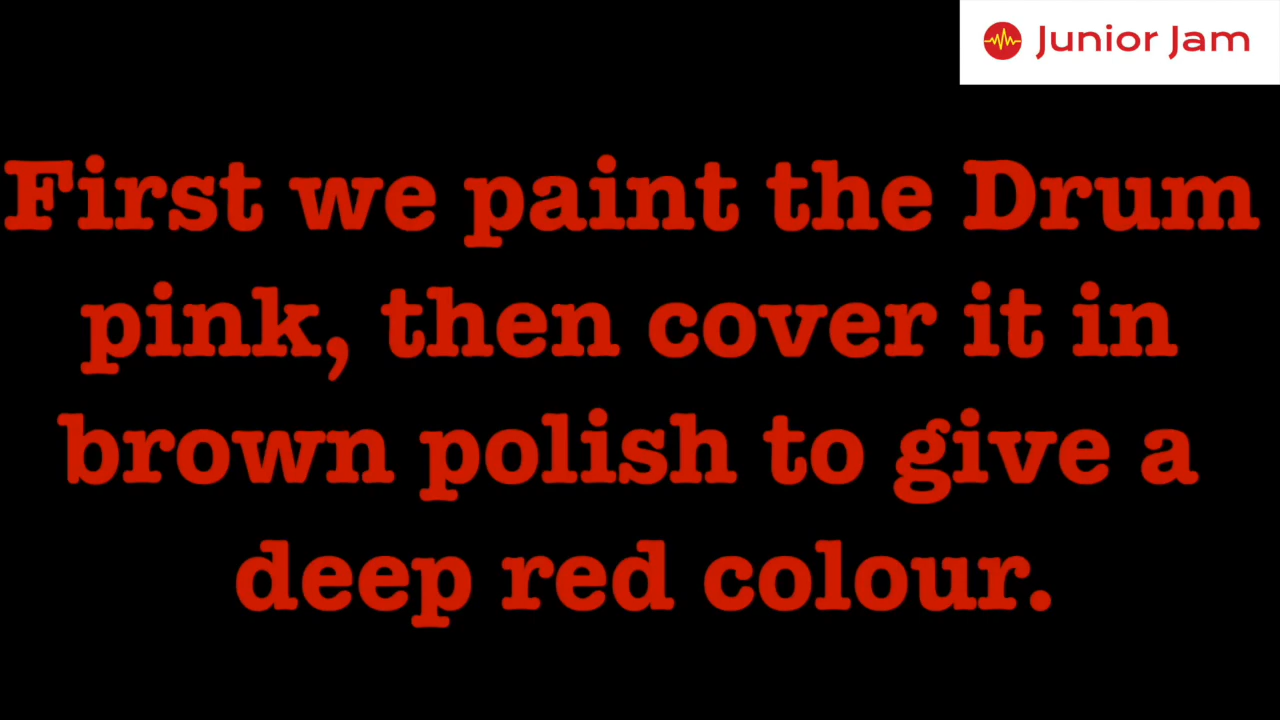 Junior Jam
First we paint the Drum
pink, then cover it in
brown polish to give a
deep red colour.